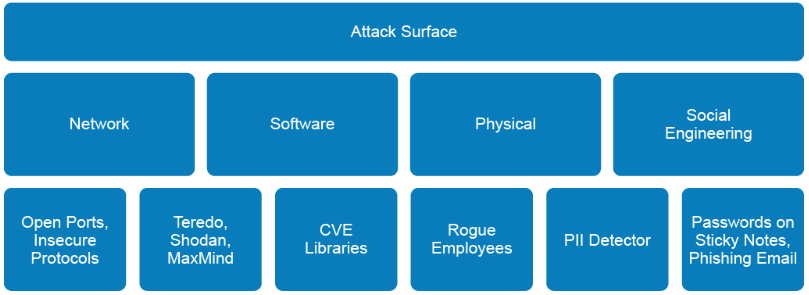 Attack Surface
Network
Software
Physical
Social
Engineering
Open Ports,
Insecure
Protocols
Teredo,
Shodan,
MaxMind
CVE
Libraries
Rogue
Employees
PII Detector
Passwords on
Sticky Notes,
Phishing Email